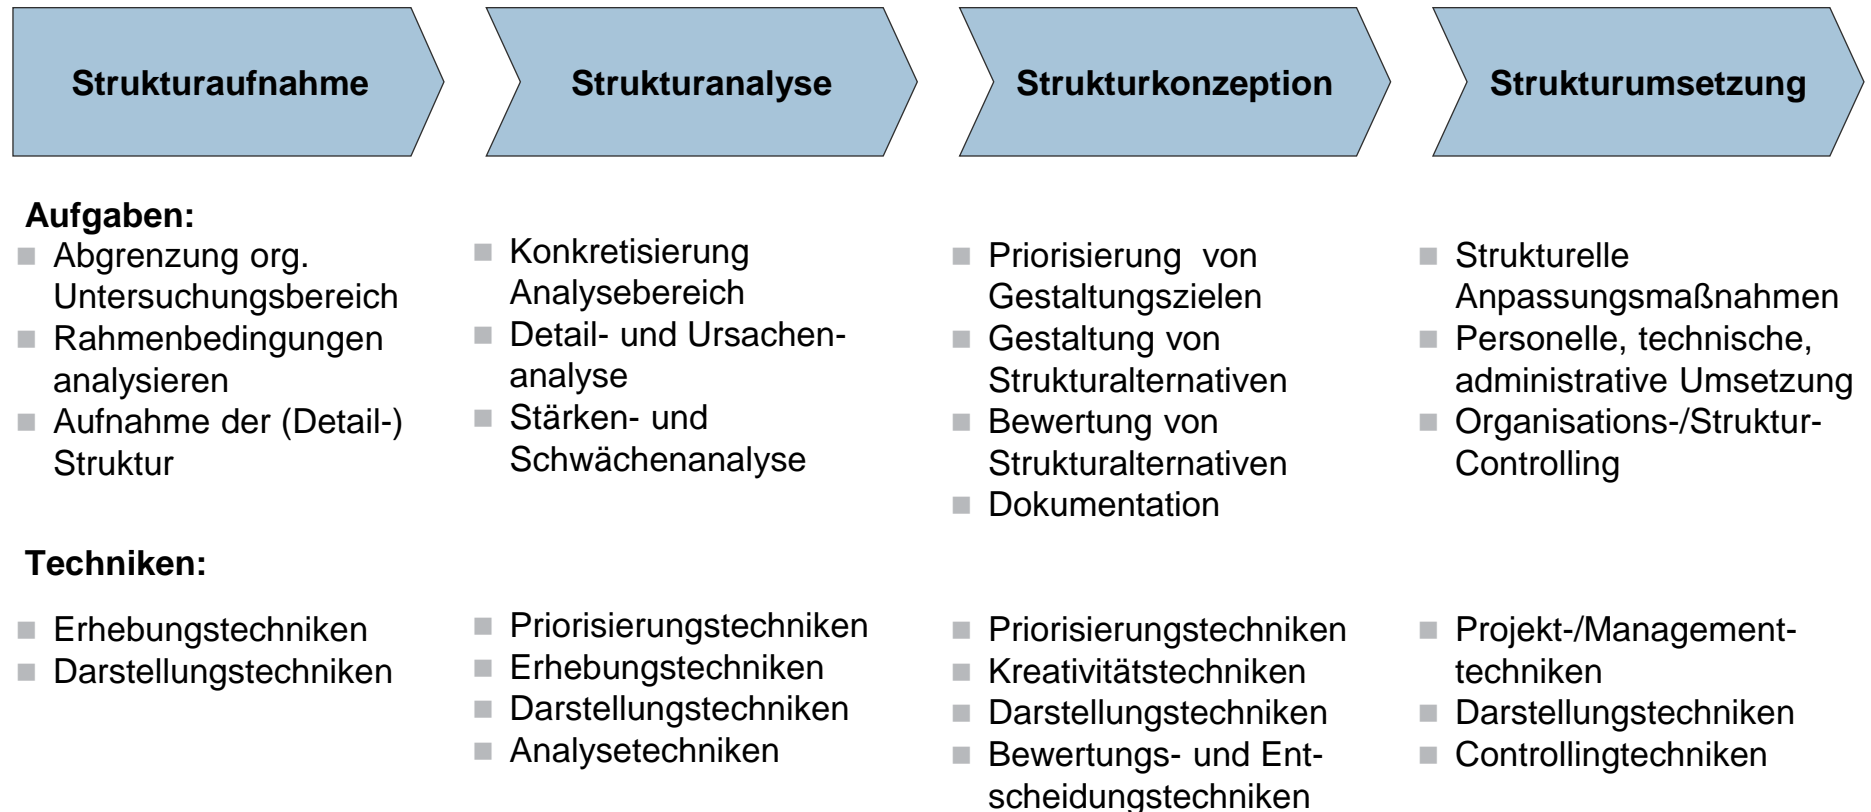 Strukturaufnahme
Strukturanalyse
Strukturkonzeption
Strukturumsetzung
Aufgaben:
Abgrenzung org.
Untersuchungsbereich
Rahmenbedingungen
analysieren
Aufnahme der (Detail-)
Struktur
Konkretisierung
Analysebereich
Detail- und Ursachen-
analyse
Stärken- und
Schwächenanalyse
Priorisierung von
Gestaltungszielen
Gestaltung von
Strukturalternativen
Bewertung von
Strukturalternativen
Dokumentation
Strukturelle
Anpassungsmaßnahmen
Personelle, technische,
administrative Umsetzung
Organisations-/Struktur-
Controlling
Techniken:
Erhebungstechniken
Darstellungstechniken
Priorisierungstechniken
Erhebungstechniken
Darstellungstechniken
Analysetechniken
Priorisierungstechniken
Kreativitätstechniken
Darstellungstechniken
Bewertungs- und Ent-
scheidungstechniken
Projekt-/Management-
techniken
Darstellungstechniken
Controllingtechniken